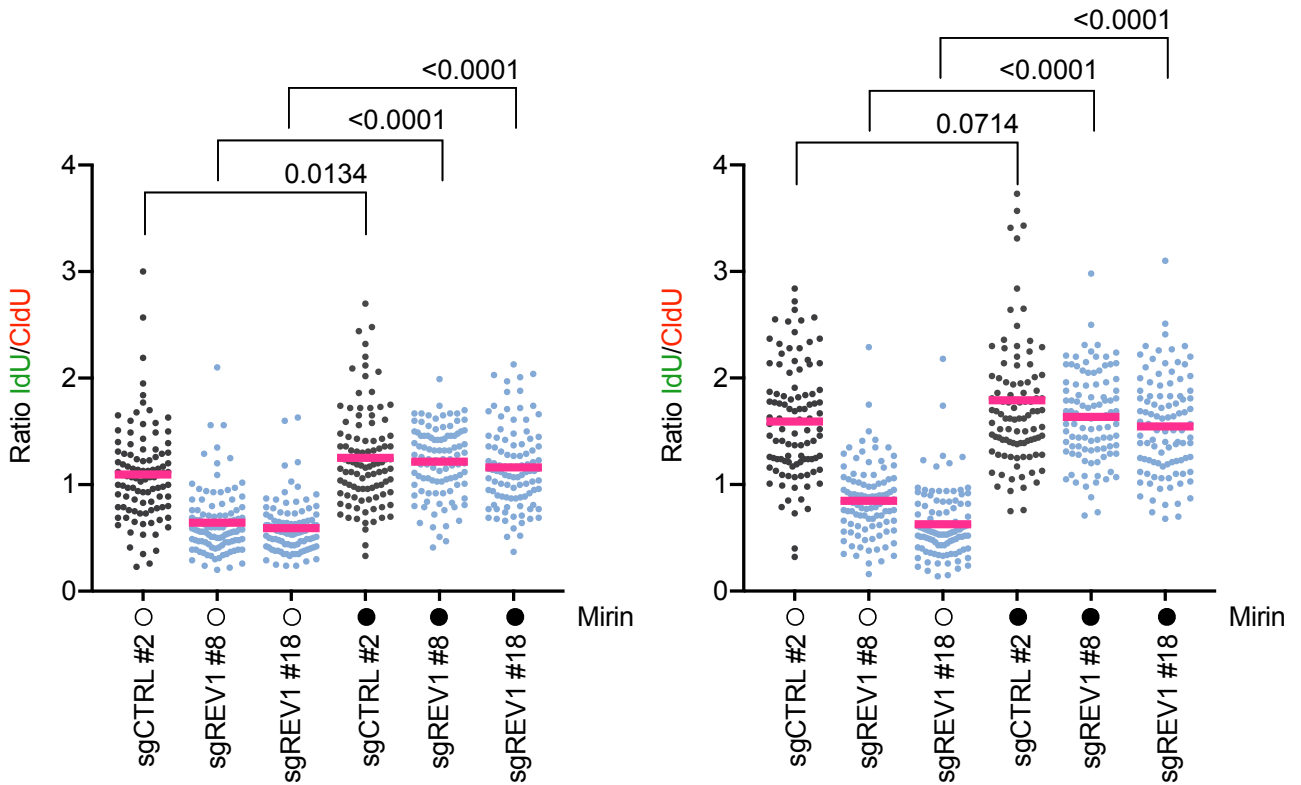 <0.0001
<0.0001
0.0134
4
3
2
1
0
Ratio IdU/CldU
Mirin
sgCTRL #2
sgREV1 #8
sgREV1 #18
sgCTRL #2
sgREV1 #8
sgREV1 #18
<0.0001
<0.0001
0.0714
4
3
2
1
0
Ratio IdU/CldU
Mirin
sgCTRL #2
sgREV1 #8
sgREV1 #18
sgCTRL #2
sgREV1 #8
sgREV1 #18